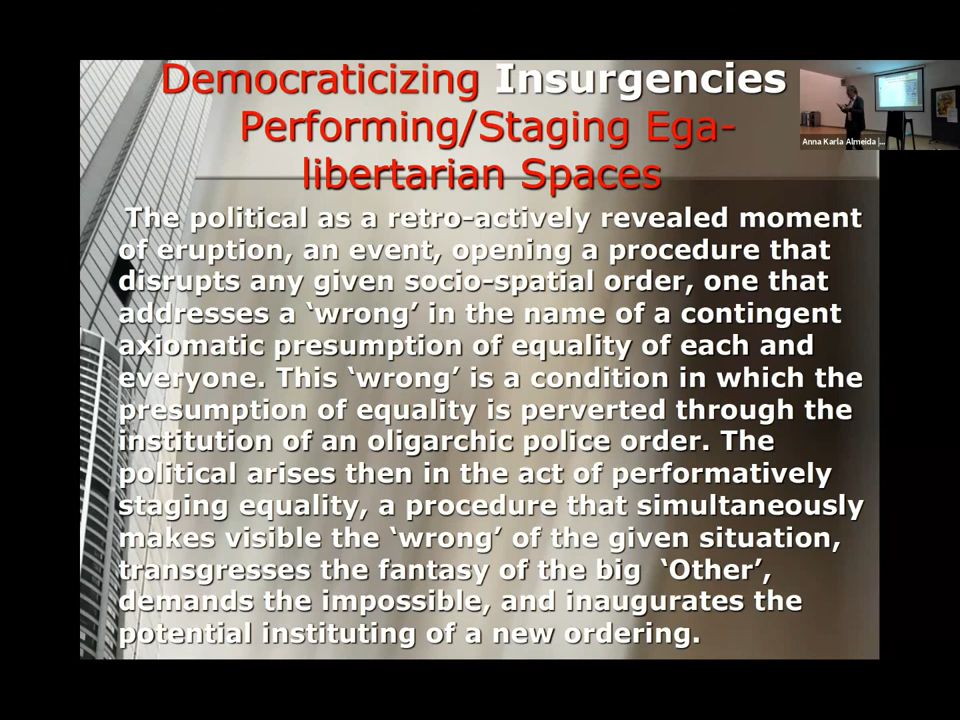 Democraticizing Insurgencies
Performing/Staging Ega-
libertarian Spaces
Anna Karla Almeida |...
The political as a retro-actively revealed moment
of eruption, an event, opening a procedure that
disrupts any given socio-spatial order, one that
addresses a ‘wrong’ in the name of a contingent
axiomatic presumption of equality of each and
everyone. This ‘wrong’ is a condition in which the
presumption of equality is perverted through the
institution of an oligarchic police order. The
political arises then in the act of performatively
staging equality, a procedure that simultaneously
makes visible the ‘wrong’ of the given situation,
transgresses the fantasy of the big ‘Other’,
demands the impossible, and inaugurates the
potential instituting of a new ordering.